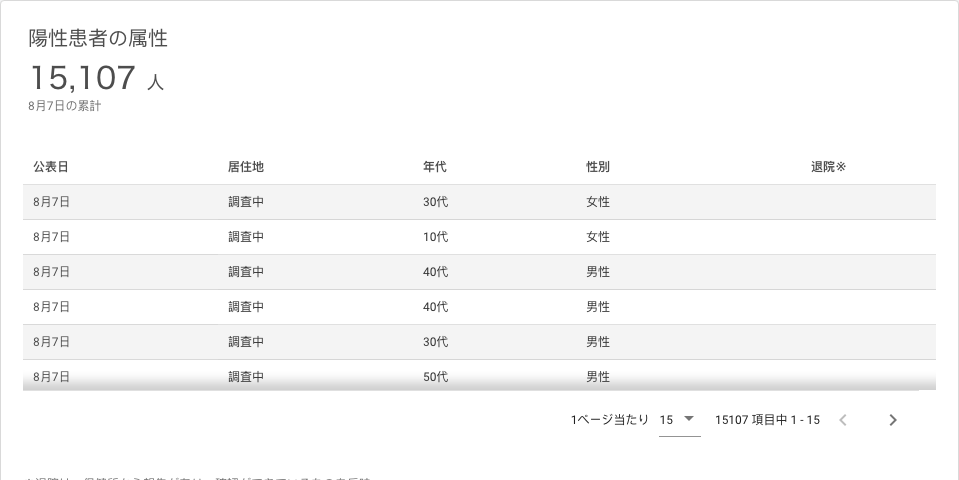 陽性患者の属性
15,107 人
8月7日の累計
公表日 居住地 年代 性別 退院※
8月7日 調査中 30代 女性
8月7日 調査中 10代 女性
8月7日 調査中 40代 男性
8月7日 調査中 40代 男性
8月7日 調査中 30代 男性
8月7日 調査中 50代 男性
1ページ当たり 15 15107 項目中 1 - 15